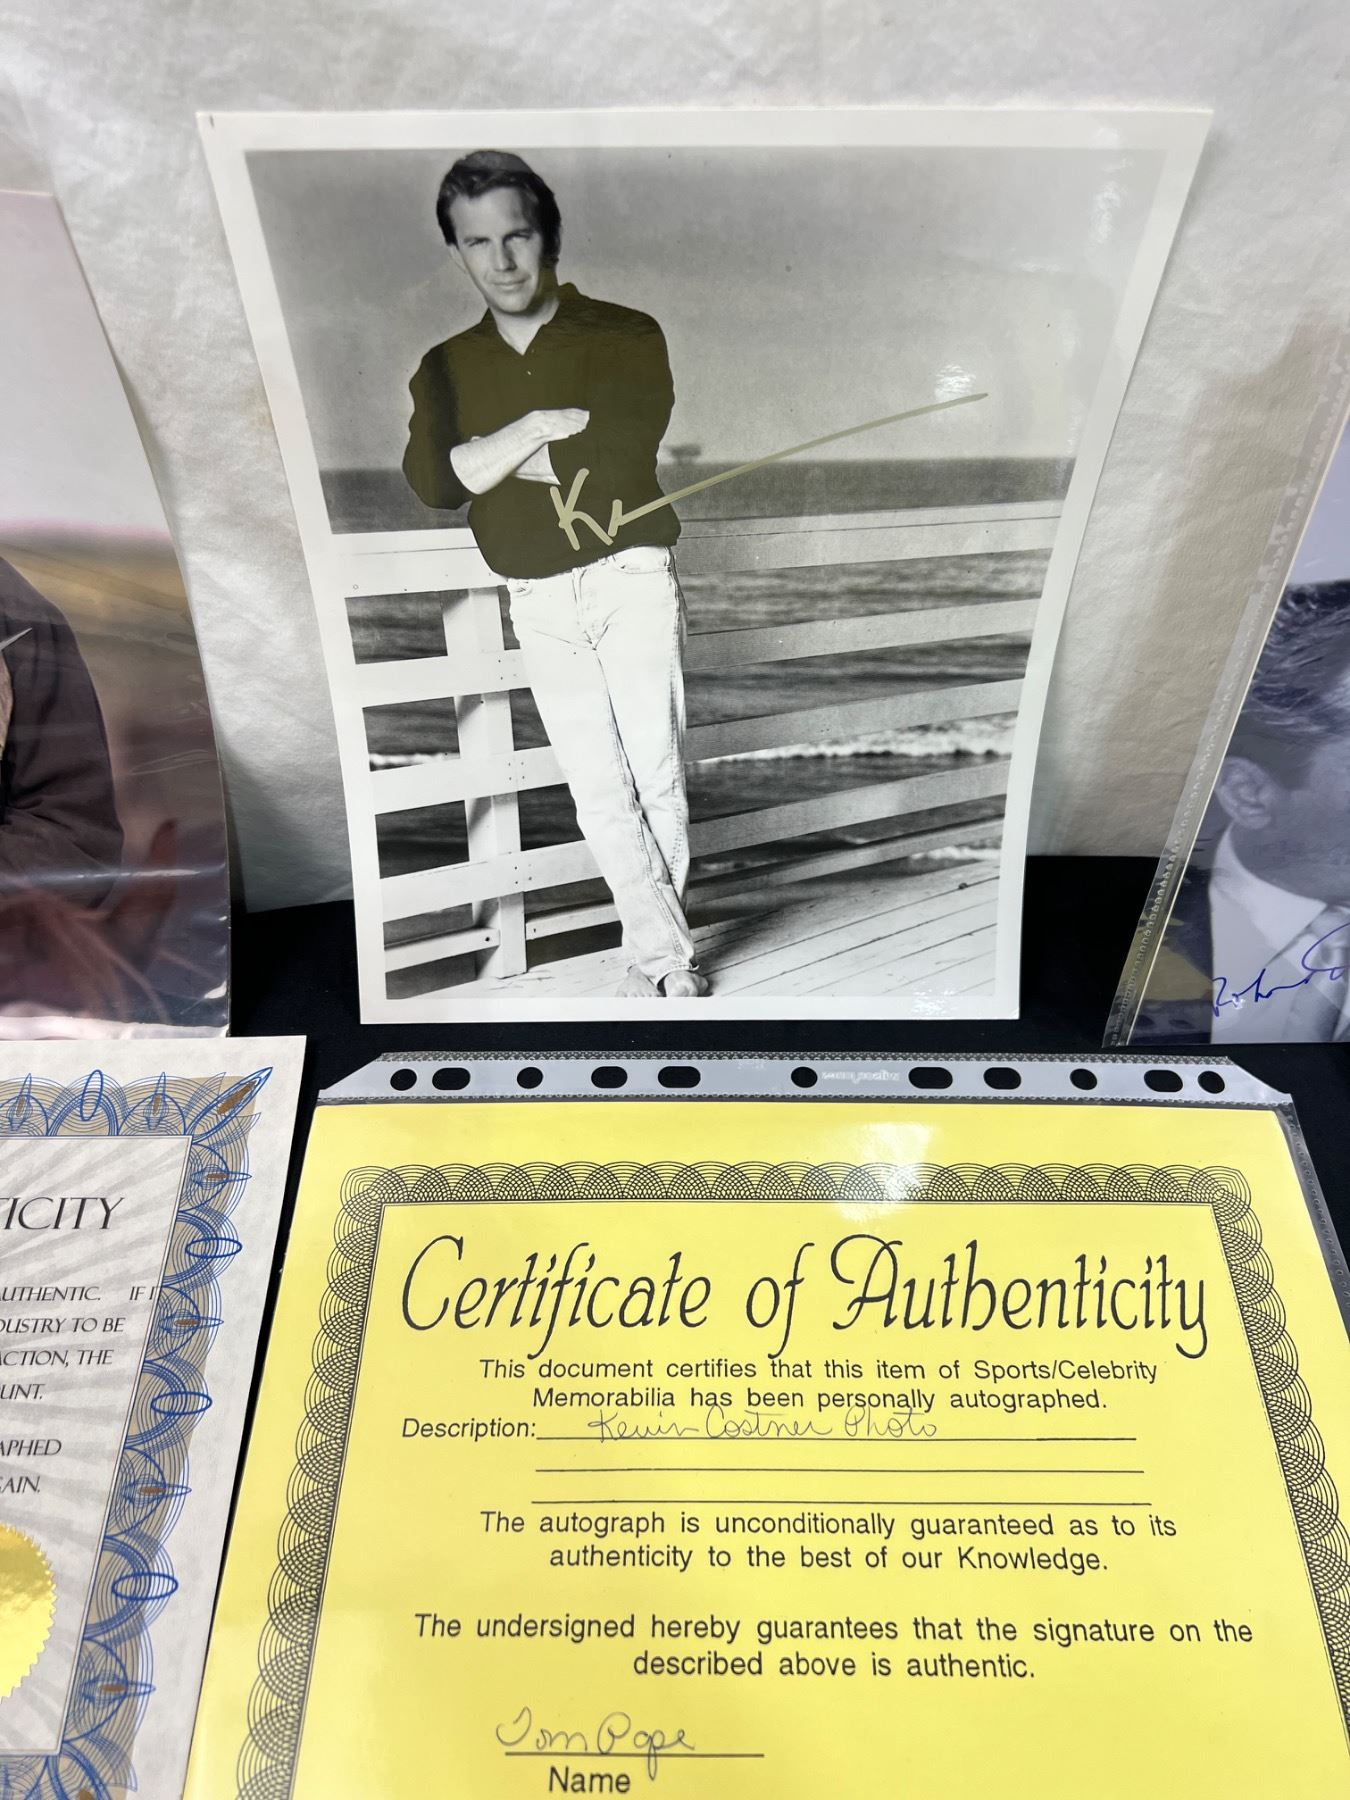 K
TICITY
AUTHENTIC. IF I
DUSTRY TO BE
ACTION, THE
UNT.
APHED
AIN.
Certificate of Authenticity
This document certifies that this item of Sports/Celebrity
Memorabilia has been personally autographed.
Description: Kevin Costner Photo
The autograph is unconditionally guaranteed as to its
authenticity to the best of our Knowledge.
The undersigned hereby guarantees that the signature on the
described above is authentic.
Tom Pope
Name